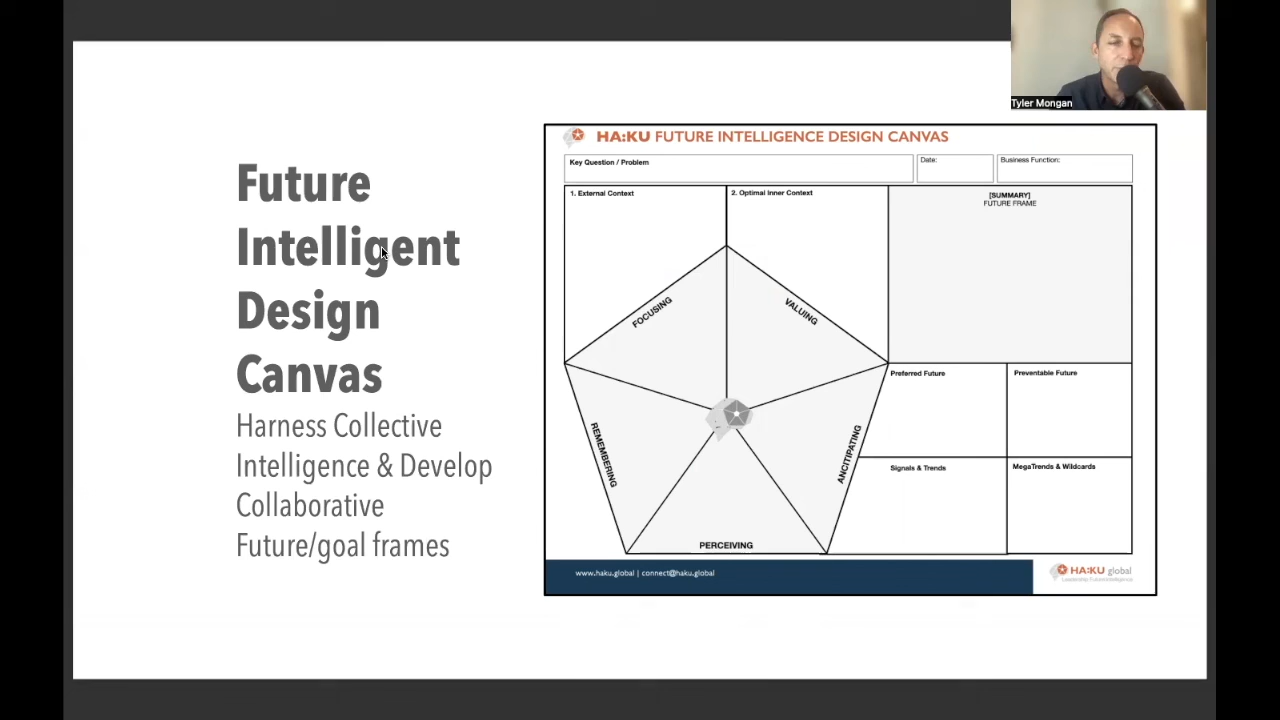 Tyler Mongan
Future
Intelligent
Design
Canvas
Harness Collective
Intelligence & Develop
Collaborative
Future/goal frames
HA:KU FUTURE INTELLIGENCE DESIGN CANVAS
Key Question / Problem
Date:
Business Function:
1. External Context
2. Optimal Inner Context
[SUMMARY]
FUTURE FRAME
FOCUSING
VALUING
REMEMBERING
ANCITIPATING
PERCEIVING
Preferred Future
Preventable Future
Signals & Trends
MegaTrends & Wildcards
www.haku.global | connect@haku.global
HA:KU global
Leadership.FutureIntelligence